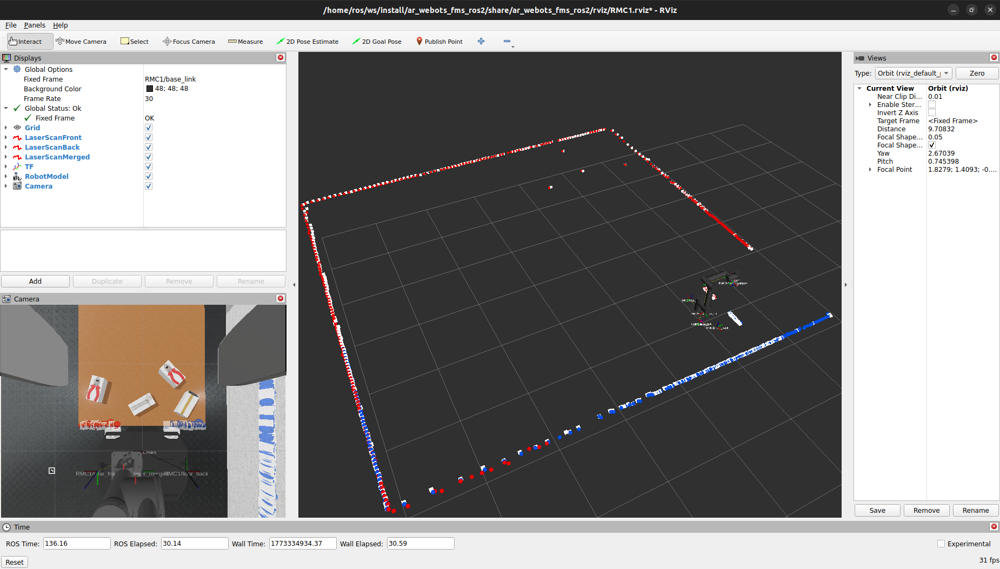 /home/ros/ws/install/ar_webots_fms_ros2/share/ar_webots_fms_ros2/rviz/RMC1.rviz* - RViz
File Panels Help
Interact Move Camera Select Focus Camera Measure 2D Pose Estimate 2D Goal Pose Publish Point
Displays
Global Options
Fixed Frame RMC1/base_link
Background Color 48; 48; 48
Frame Rate 30
Global Status: Ok
Fixed Frame OK
Grid
LaserScanFront
LaserScanBack
LaserScanMerged
TF
RobotModel
Camera
Add Duplicate Remove Rename
Camera
RMC1/lidar_back
Views
Type: Orbit (rviz_default_ Zero
Current View Orbit (rviz)
Near Clip Di... 0.01
Enable Ster...
Invert Z Axis
Target Frame <Fixed Frame>
Distance 9.70832
Focal Shape... 0.05
Focal Shape...
Yaw 2.67039
Pitch 0.745398
Focal Point 1.8279; 1.4093; -0....
Save Remove Rename
Time
ROS Time: 136.16 ROS Elapsed: 30.14 Wall Time: 1773334934.37 Wall Elapsed: 30.59 Experimental
Reset 31 fps